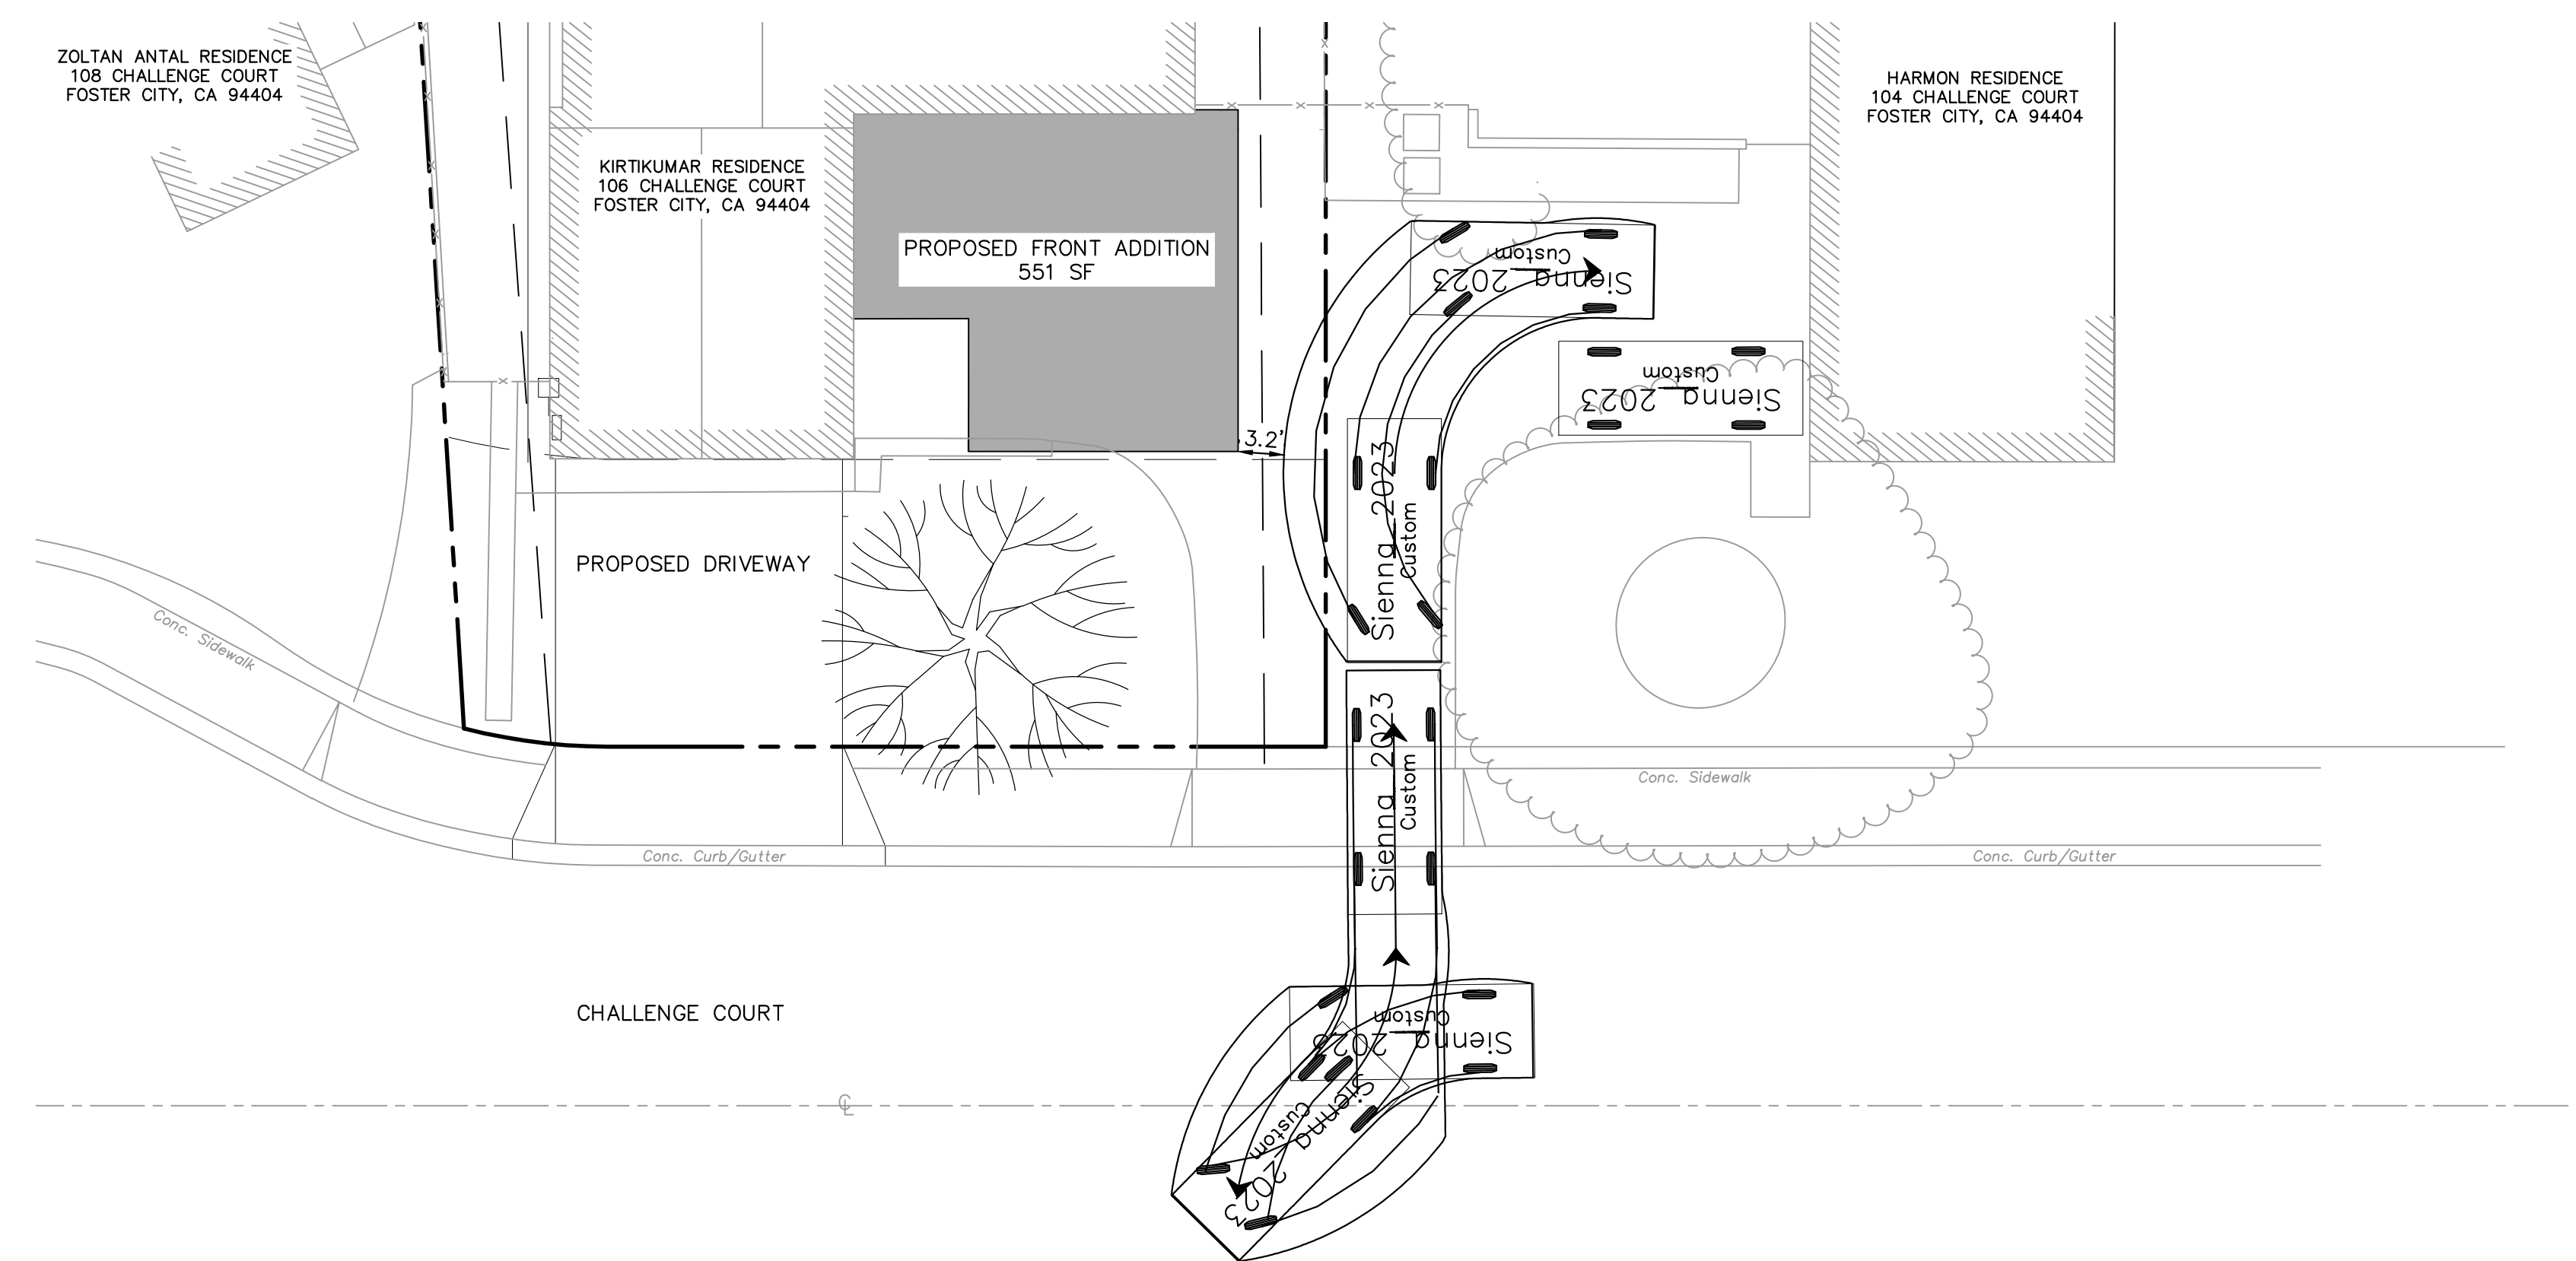 ZOLTAN ANTAL RESIDENCE
108 CHALLENGE COURT
FOSTER CITY, CA 94404
HARMON RESIDENCE
104 CHALLENGE COURT
FOSTER CITY, CA 94404
KIRTIKUMAR RESIDENCE
106 CHALLENGE COURT
FOSTER CITY, CA 94404
PROPOSED FRONT ADDITION
551 SF
Sienna_2023
Custom
Sienna_2023
Custom
3.2'
Sienna_2023
Custom
PROPOSED DRIVEWAY
Conc. Sidewalk
Sienna_2023
Custom
Conc. Sidewalk
Conc. Curb/Gutter
Conc. Curb/Gutter
CHALLENGE COURT
Sienna_2023
Custom
CL
Sienna_2023
Custom